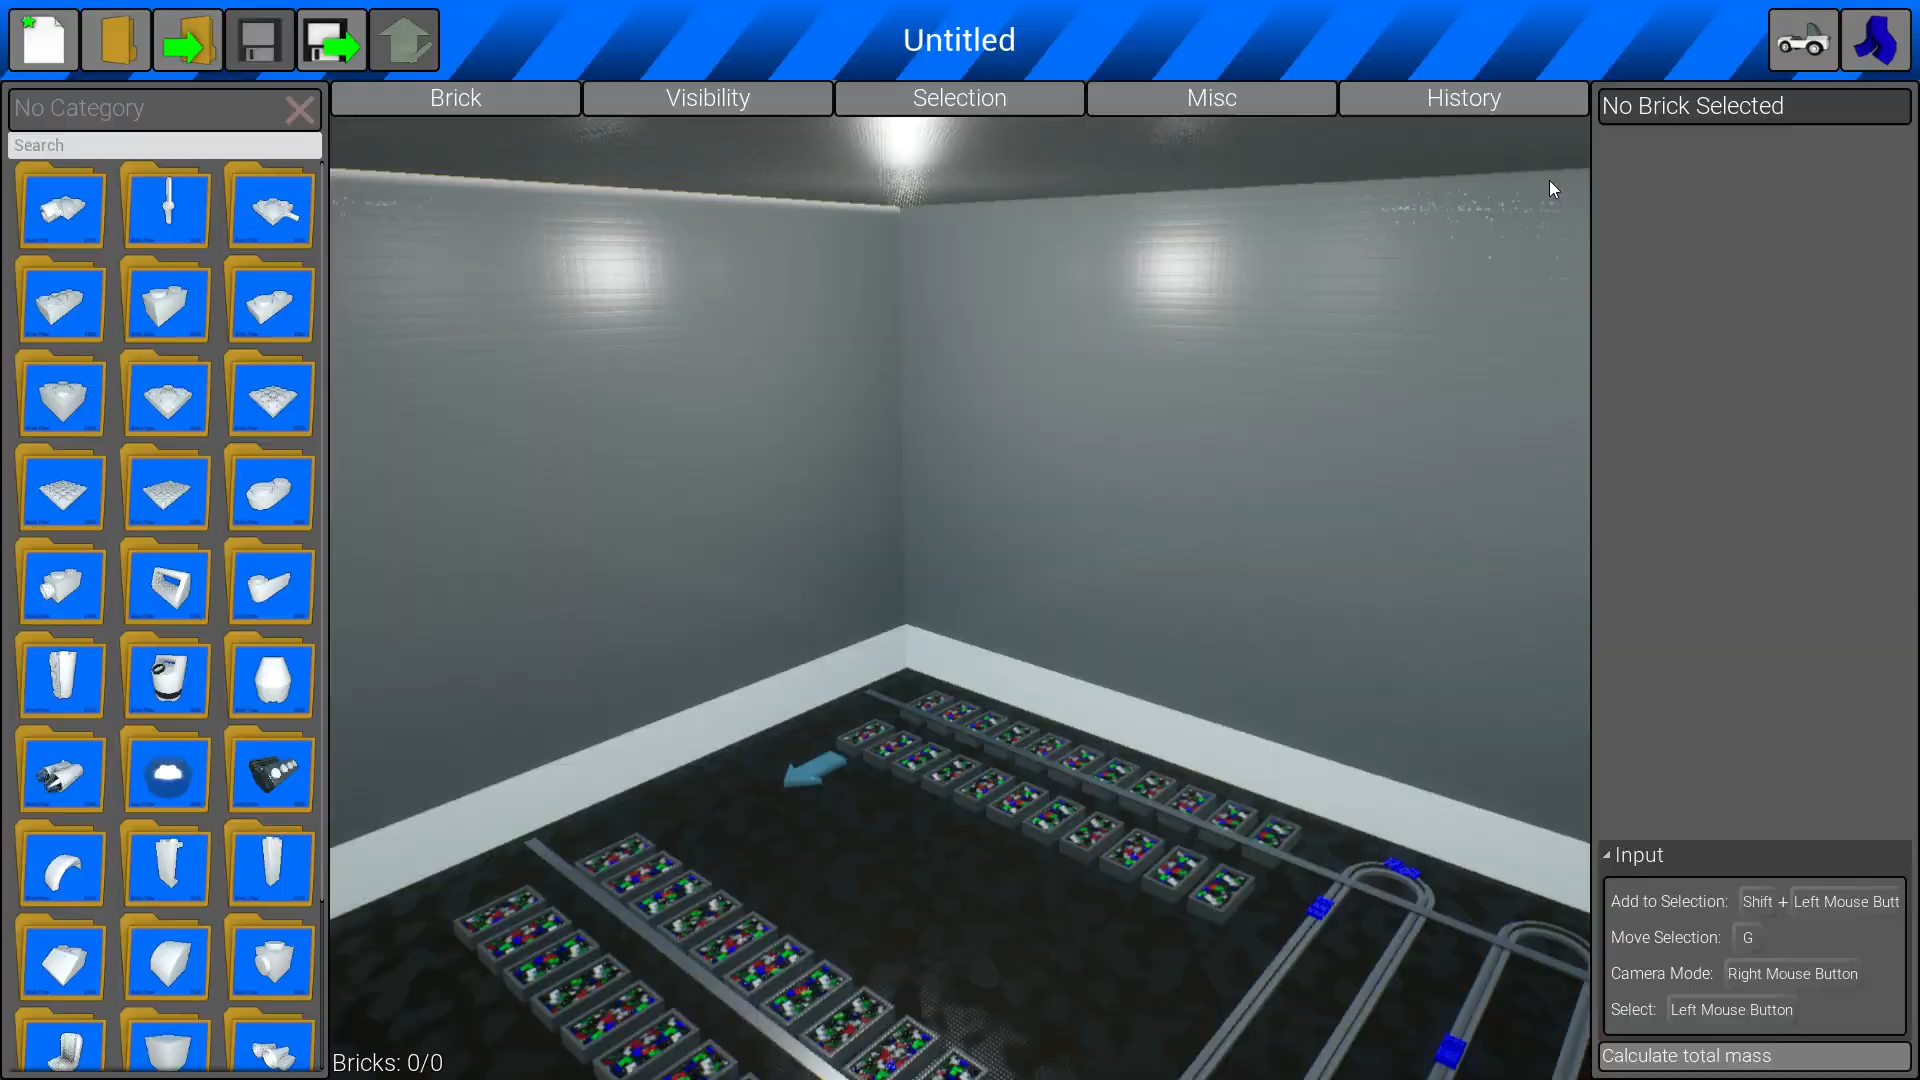 Untitled
No Category
Search
Brick
Visibility
Selection
Misc
History
No Brick Selected
Input
Add to Selection: Shift + Left Mouse Butt
Move Selection: G
Camera Mode: Right Mouse Button
Select: Left Mouse Button
Calculate total mass
Bricks: 0/0